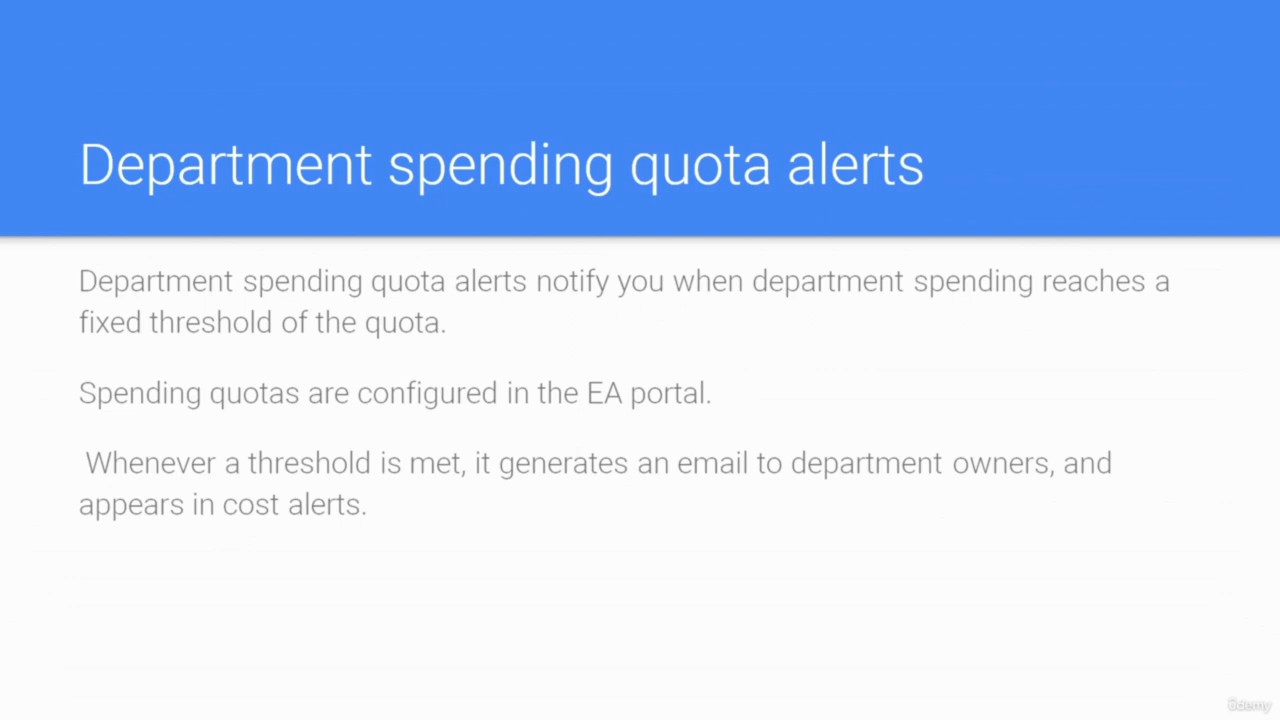 Department spending quota alerts
Department spending quota alerts notify you when department spending reaches a
fixed threshold of the quota.
Spending quotas are configured in the EA portal.
Whenever a threshold is met, it generates an email to department owners, and
appears in cost alerts.
ûdemy